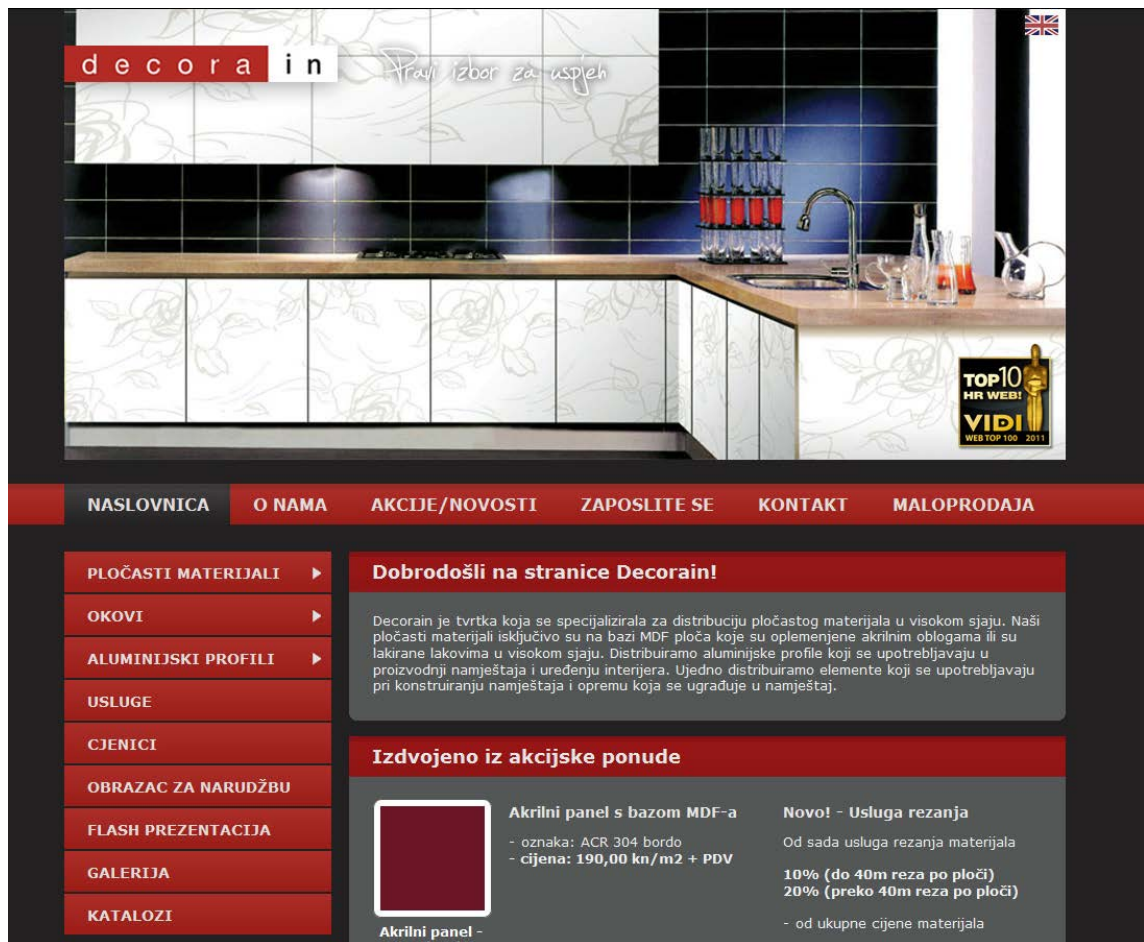 decora in
Pravi izbor za uspjeh
TOP10
HR WEB!
VIDI
WEB TOP 100 2011
NASLOVNICA O NAMA AKCIJE/NOVOSTI ZAPOSLITE SE KONTAKT MALOPRODAJA
PLOČASTI MATERIJALI
OKOVI
ALUMINIJSKI PROFILI
USLUGE
CJENICI
OBRAZAC ZA NARUDŽBU
FLASH PREZENTACIJA
GALERIJA
KATALOZI
Dobrodošli na stranice Decorain!
Decorain je tvrtka koja se specijalizirala za distribuciju pločastog materijala u visokom sjaju. Naši
pločasti materijali isključivo su na bazi MDF ploča koje su oplemenjene akrilnim oblogama ili su
lakirane lakovima u visokom sjaju. Distribuiramo aluminijske profile koji se upotrebljavaju u
proizvodnji namještaja i uređenju interijera. Ujedno distribuiramo elemente koji se upotrebljavaju
pri konstruiranju namještaja i opremu koja se ugrađuje u namještaj.
Izdvojeno iz akcijske ponude
Akrilni panel -
Akrilni panel s bazom MDF-a
- oznaka: ACR 304 bordo
- cijena: 190,00 kn/m2 + PDV
Novo! - Usluga rezanja
Od sada usluga rezanja materijala
10% (do 40m reza po ploči)
20% (preko 40m reza po ploči)
- od ukupne cijene materijala